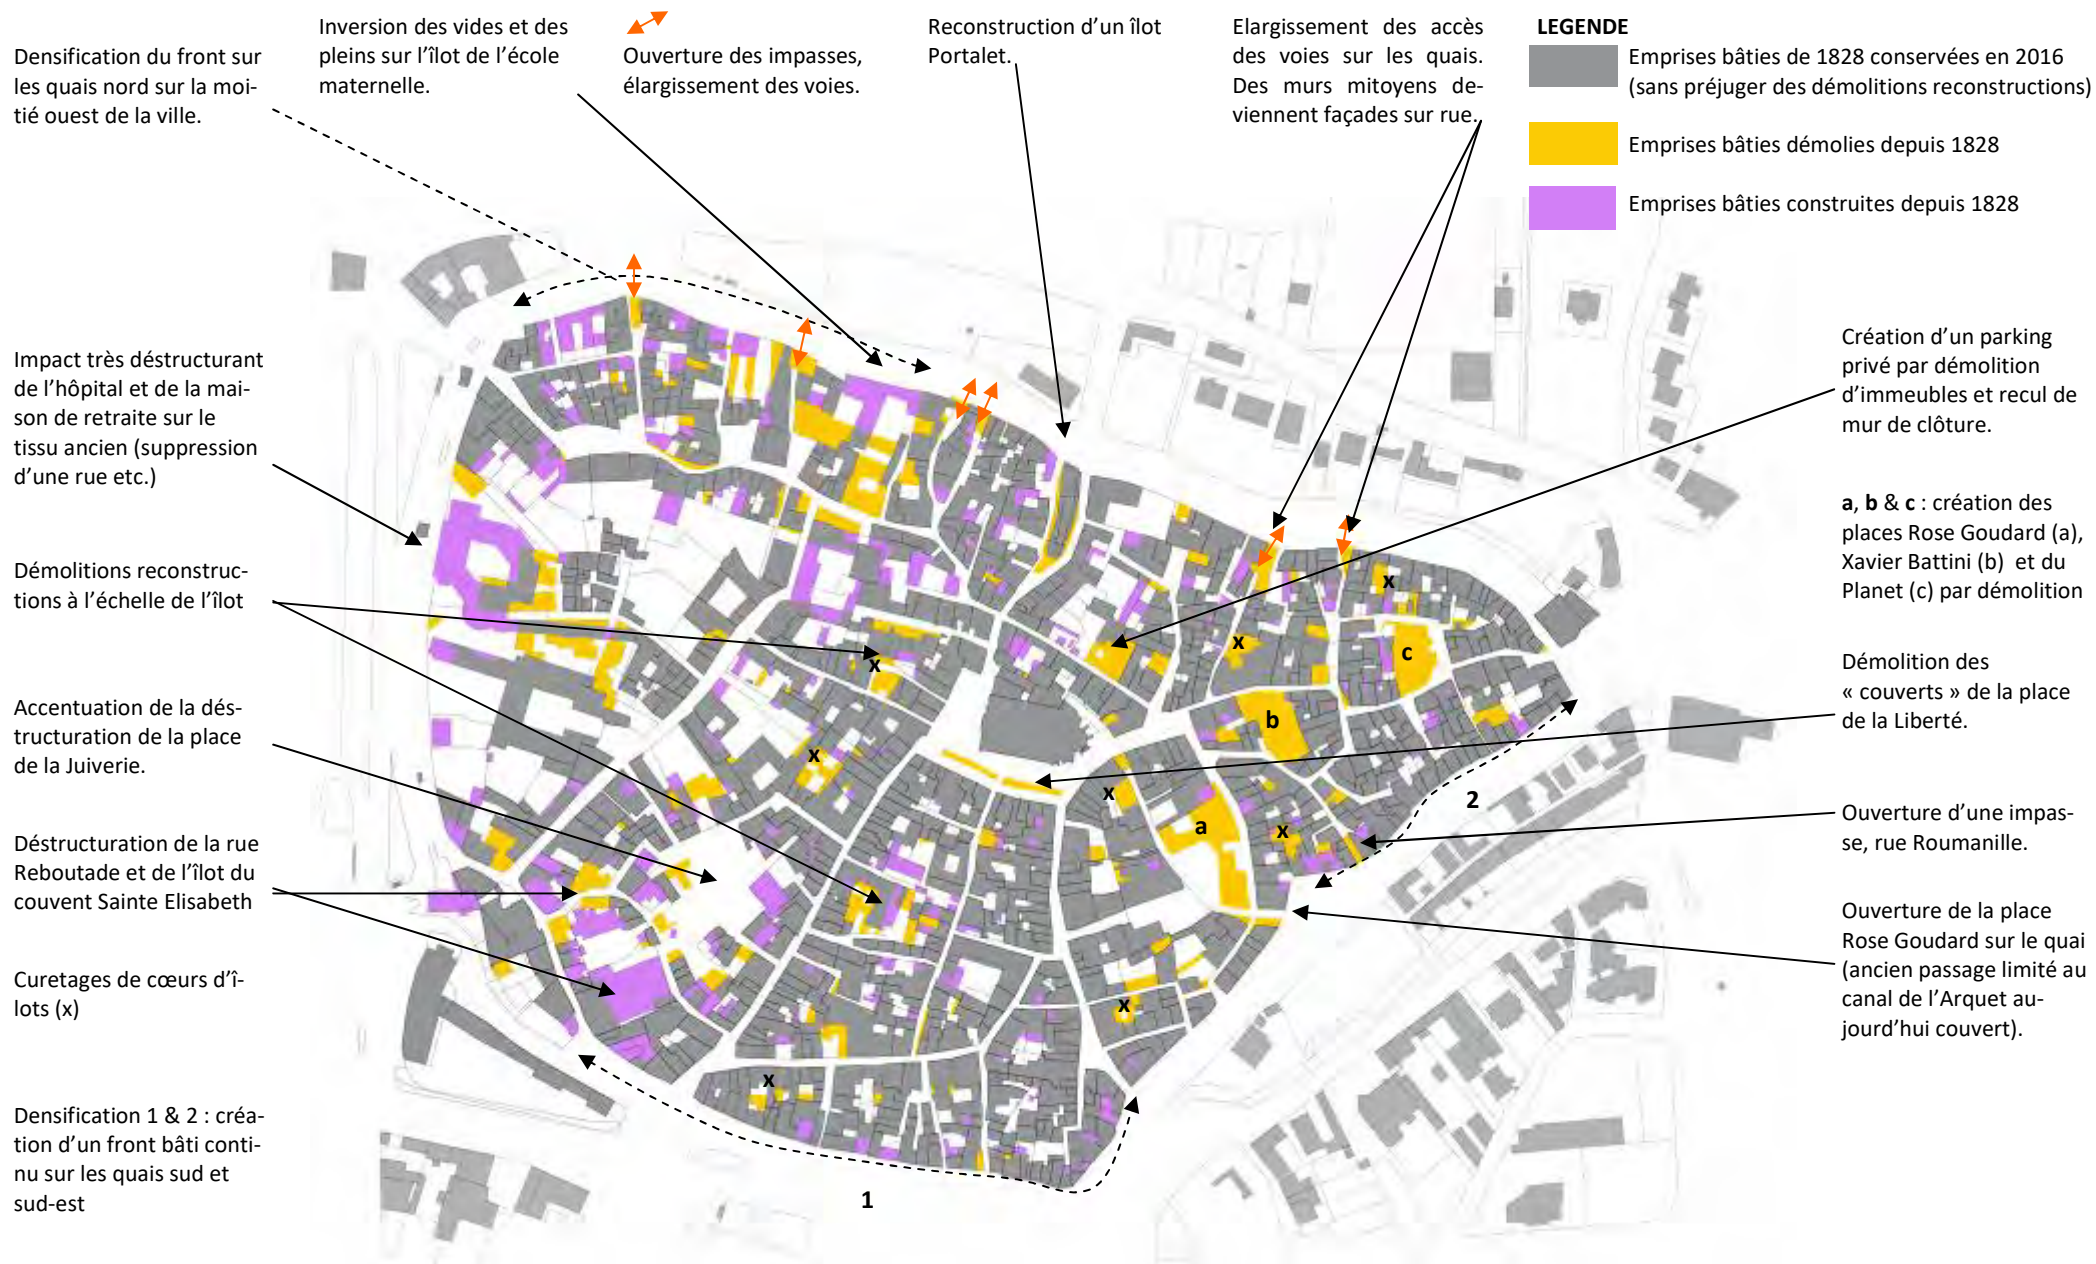 Densification du front sur
les quais nord sur la moi-
tié ouest de la ville.
Inversion des vides et des
pleins sur l’îlot de l’école
maternelle.
Ouverture des impasses,
élargissement des voies.
Reconstruction d’un îlot
Portalet.
Elargissement des accès
des voies sur les quais.
Des murs mitoyens de-
viennent façades sur rue.
LEGENDE
Emprises bâties de 1828 conservées en 2016
(sans préjuger des démolitions reconstructions)
Emprises bâties démolies depuis 1828
Emprises bâties construites depuis 1828
Impact très déstructurant
de l’hôpital et de la mai-
son de retraite sur le
tissu ancien (suppression
d’une rue etc.)
Démolitions reconstruc-
tions à l’échelle de l’îlot
Accentuation de la dés-
tructuration de la place
de la Juiverie.
Déstructuration de la rue
Reboutade et de l’îlot du
couvent Sainte Elisabeth
Curetages de cœurs d’î-
lots (x)
Densification 1 & 2 : créa-
tion d’un front bâti conti-
nu sur les quais sud et
sud-est
Création d’un parking
privé par démolition
d’immeubles et recul de
mur de clôture.
a, b & c : création des
places Rose Goudard (a),
Xavier Battini (b) et du
Planet (c) par démolition
Démolition des
« couverts » de la place
de la Liberté.
Ouverture d’une impas-
se, rue Roumanille.
Ouverture de la place
Rose Goudard sur le quai
(ancien passage limité au
canal de l’Arquet au-
jourd’hui couvert).
x
x
c
x
b
x
x
2
a
x
x
x
1